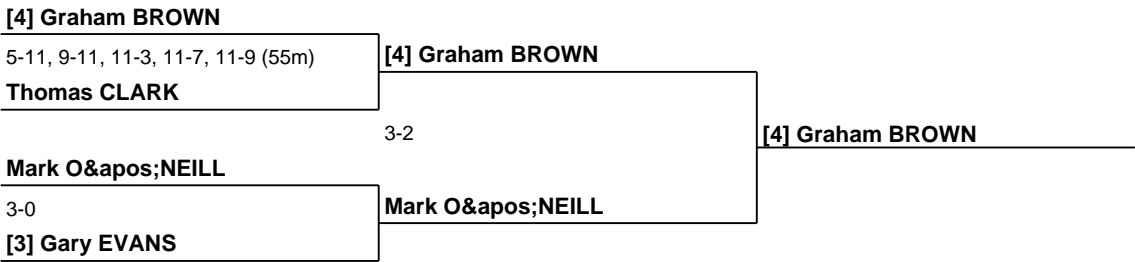 [4] Graham BROWN
5-11, 9-11, 11-3, 11-7, 11-9 (55m)
[4] Graham BROWN
Thomas CLARK
3-2
[4] Graham BROWN
Mark O&apos;NEILL
3-0
Mark O&apos;NEILL
[3] Gary EVANS